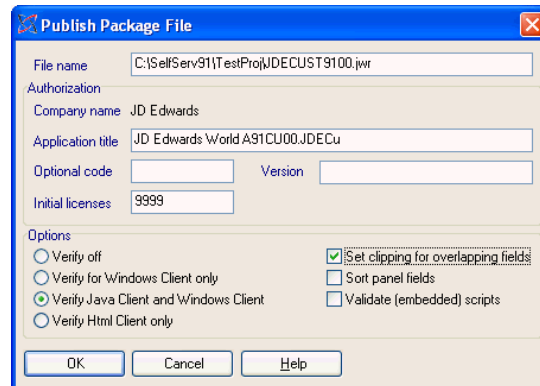 Publish Package File
File name C:\SelfServ91\TestProj\JDECUST9100.jwr
Authorization
Company name JD Edwards
Application title JD Edwards World A91CU00.JDECu
Optional code Version
Initial licenses 9999
Options
Verify off Set clipping for overlapping fields
Verify for Windows Client only Sort panel fields
Verify Java Client and Windows Client Validate (embedded) scripts
Verify Html Client only
OK Cancel Help